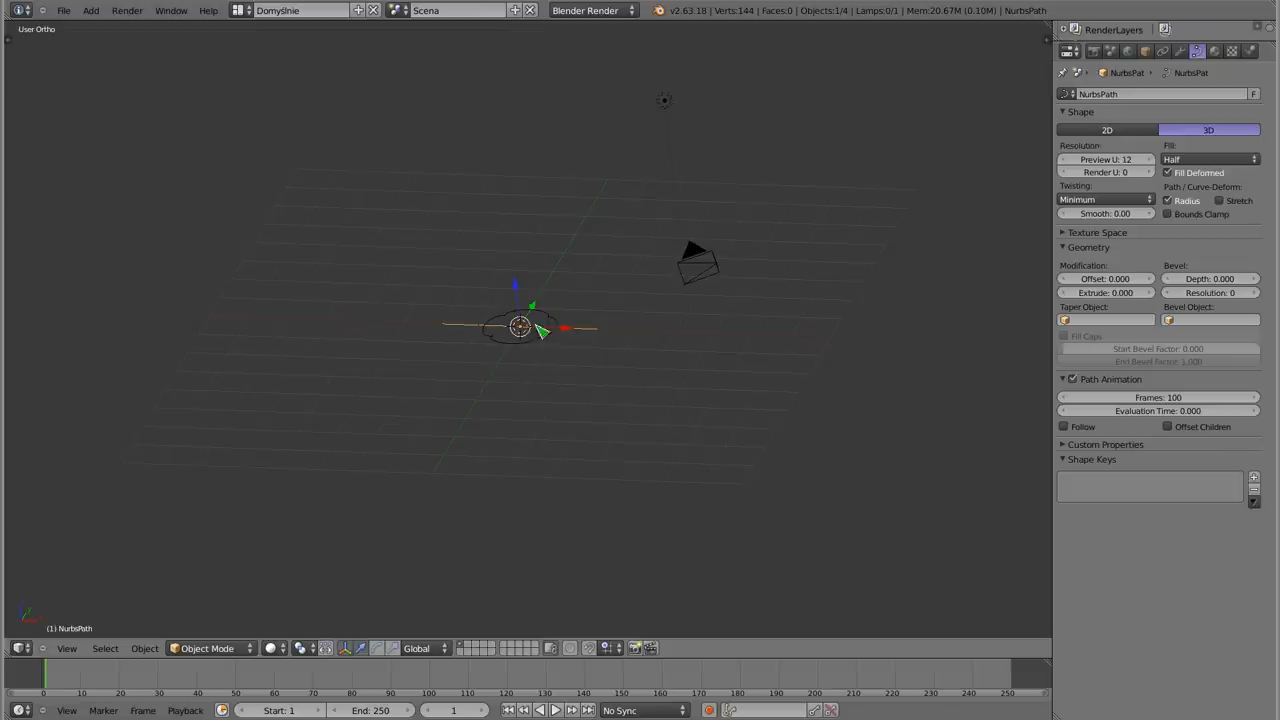 File Add Render Window Help Domyślnie Scena Blender Render v2.63.18 | Verts:144 | Faces:0 | Objects:1/4 | Lamps:0/1 | Mem:20.67M (0.10M) | NurbsPath
User Ortho
RenderLayers
NurbsPat NurbsPat
NurbsPath F
Shape
2D 3D
Resolution: Fill:
Preview U: 12 Half
Render U: 0 Fill Deformed
Twisting: Path / Curve-Deform:
Minimum Radius Stretch
Smooth: 0.00 Bounds Clamp
Texture Space
Geometry
Modification: Bevel:
Offset: 0.000 Depth: 0.000
Extrude: 0.000 Resolution: 0
Taper Object: Bevel Object:
Fill Caps
Start Bevel Factor: 0.000
End Bevel Factor: 1.000
Path Animation
Frames: 100
Evaluation Time: 0.000
Follow Offset Children
Custom Properties
Shape Keys
(1) NurbsPath
View Select Object Object Mode Global
0 10 20 30 40 50 60 70 80 90 100 110 120 130 140 150 160 170 180 190 200 210 220 230 240 250
View Marker Frame Playback Start: 1 End: 250 1 No Sync